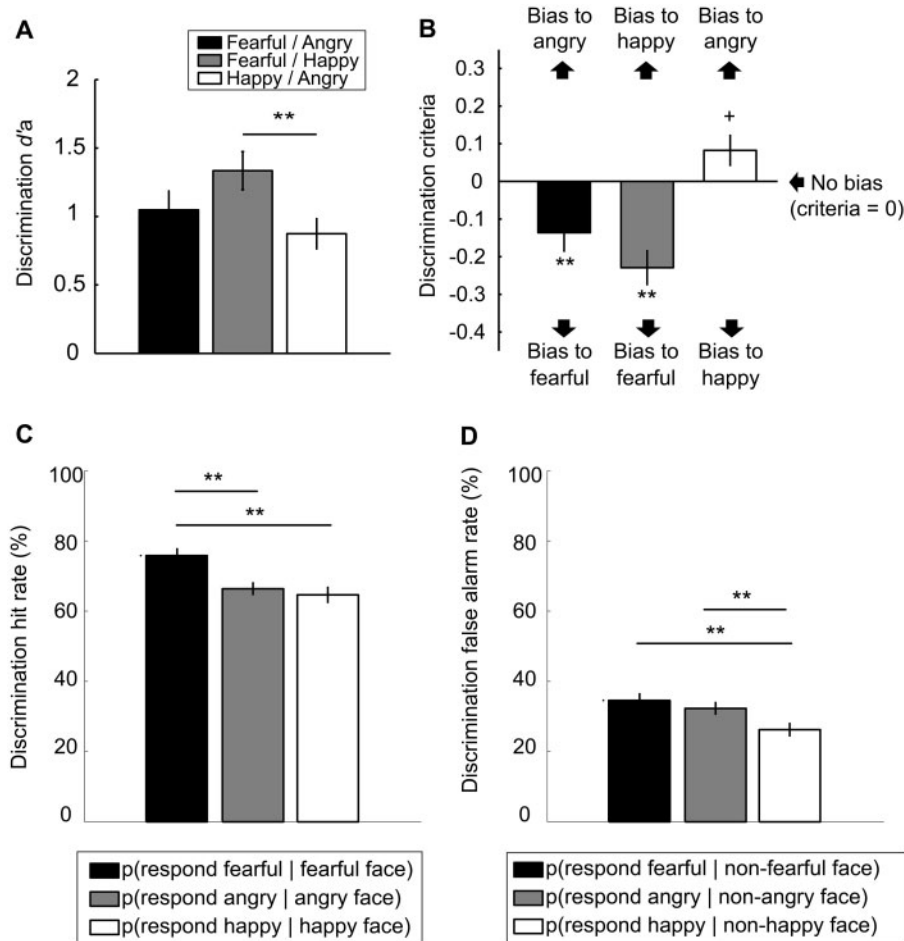 A
Fearful / Angry
Fearful / Happy
Happy / Angry
2
1.5
1
0.5
0
Discrimination d'a
**
B
Bias to angry
Bias to happy
Bias to angry
0.3
0.2
0.1
0
-0.1
-0.2
-0.3
-0.4
Discrimination criteria
+
**
**
No bias
(criteria = 0)
Bias to fearful
Bias to fearful
Bias to happy
C
100
80
60
40
20
0
Discrimination hit rate (%)
**
**
p(respond fearful | fearful face)
p(respond angry | angry face)
p(respond happy | happy face)
D
100
80
60
40
20
0
Discrimination false alarm rate (%)
**
**
p(respond fearful | non-fearful face)
p(respond angry | non-angry face)
p(respond happy | non-happy face)